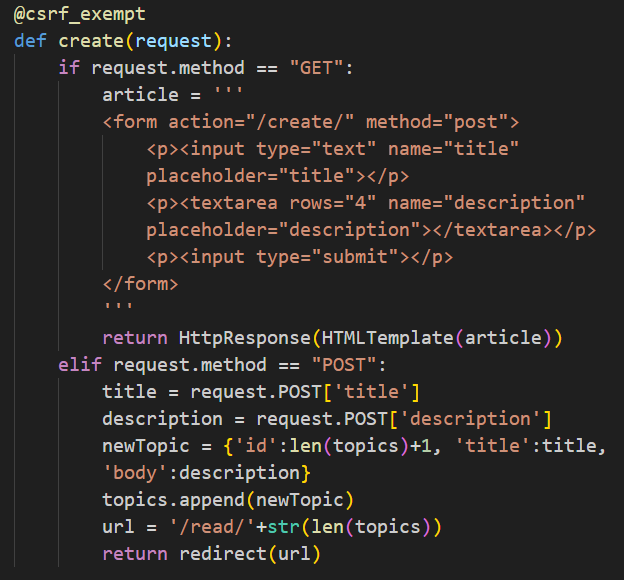 @csrf_exempt
def create(request):
    if request.method == "GET":
        article = '''
        <form action="/create/" method="post">
            <p><input type="text" name="title"
            placeholder="title"></p>
            <p><textarea rows="4" name="description"
            placeholder="description"></textarea></p>
            <p><input type="submit"></p>
        </form>
        '''
        return HttpResponse(HTMLTemplate(article))
    elif request.method == "POST":
        title = request.POST['title']
        description = request.POST['description']
        newTopic = {'id':len(topics)+1, 'title':title,
        'body':description}
        topics.append(newTopic)
        url = '/read/'+str(len(topics))
        return redirect(url)